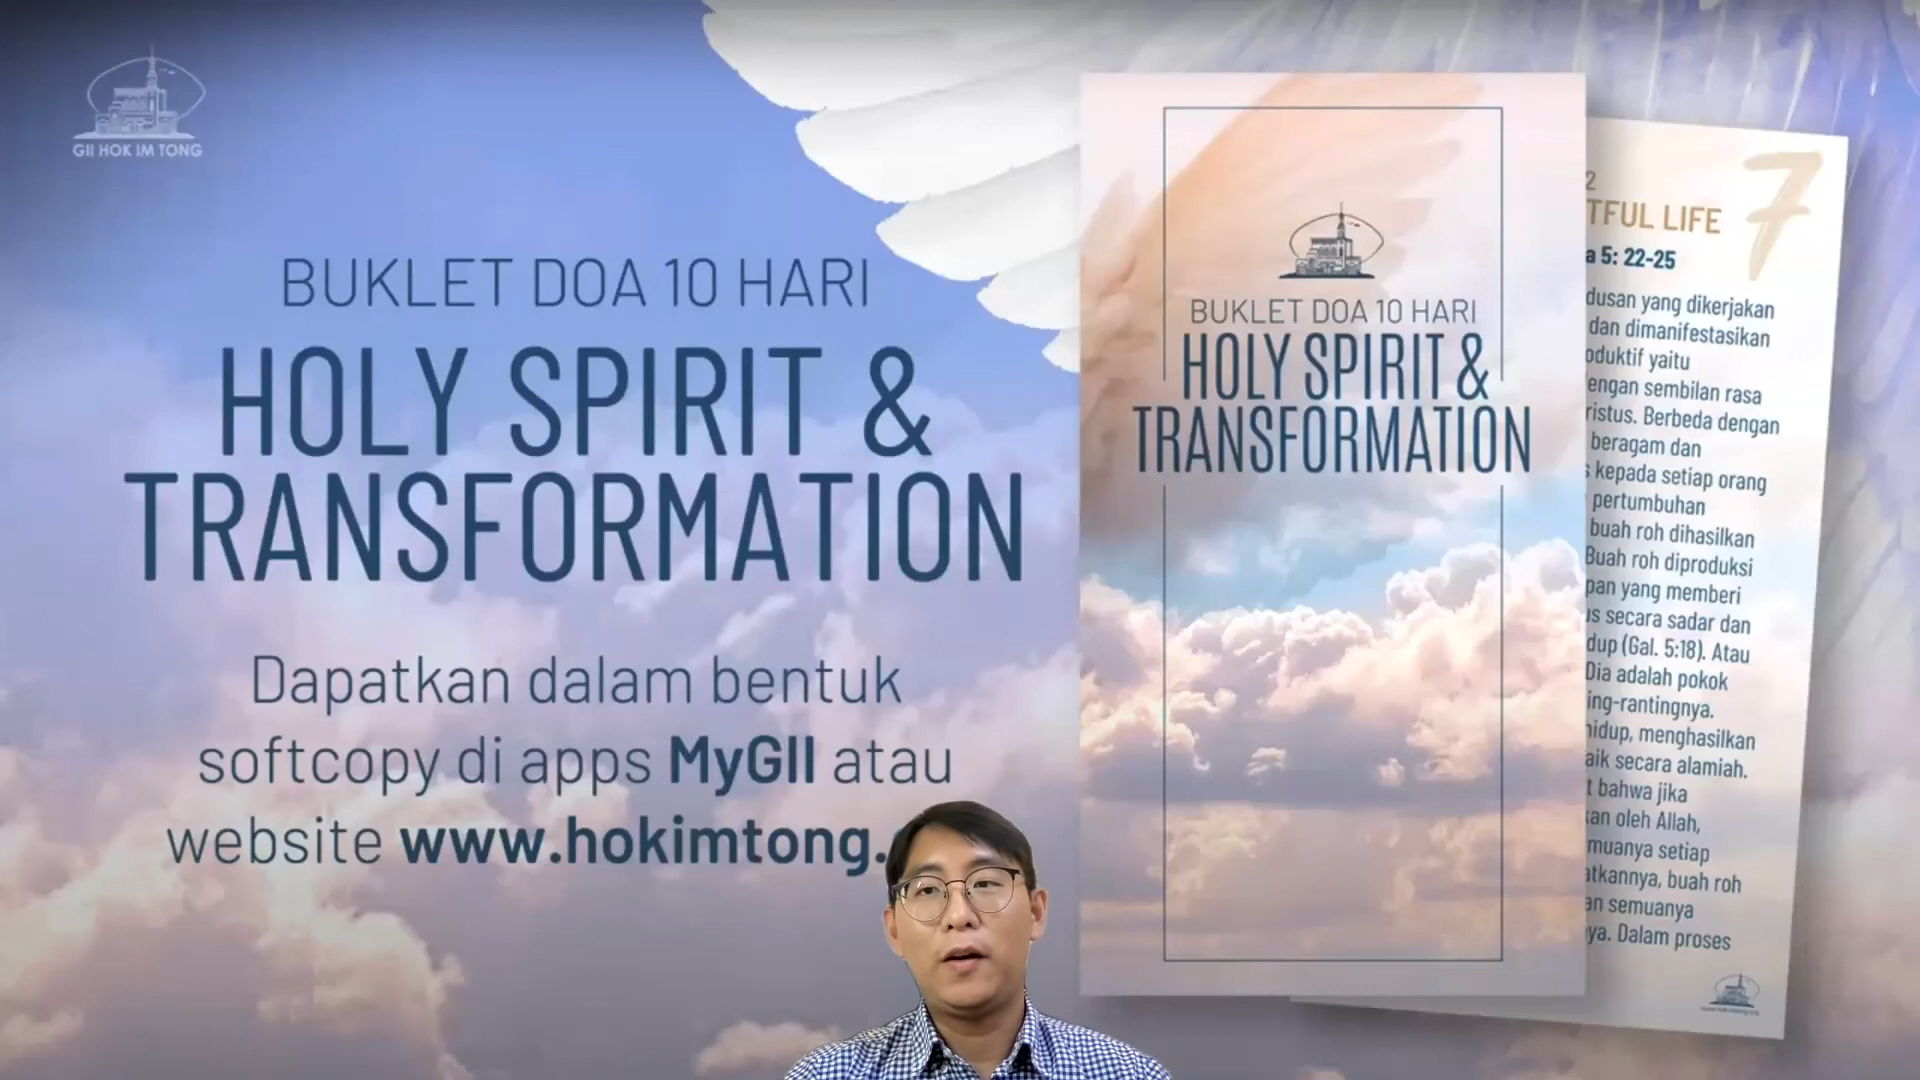 GII HOK IM TONG
BUKLET DOA 10 HARI
HOLY SPIRIT &
TRANSFORMATION
Dapatkan dalam bentuk
softcopy di apps MyGII atau
website www.hokimtong.
BUKLET DOA 10 HARI
HOLY SPIRIT &
TRANSFORMATION
2
TFUL LIFE
7
a 5: 22-25
dusan yang dikerjakan
dan dimanifestasikan
oduktif yaitu
engan sembilan rasa
ristus. Berbeda dengan
beragam dan
s kepada setiap orang
pertumbuhan
buah roh dihasilkan
Buah roh diproduksi
pan yang memberi
us secara sadar dan
dup (Gal. 5:18). Atau
Dia adalah pokok
ing-rantingnya.
hidup, menghasilkan
aik secara alamiah.
t bahwa jika
kan oleh Allah,
muanya setiap
atkannya, buah roh
an semuanya
ya. Dalam proses